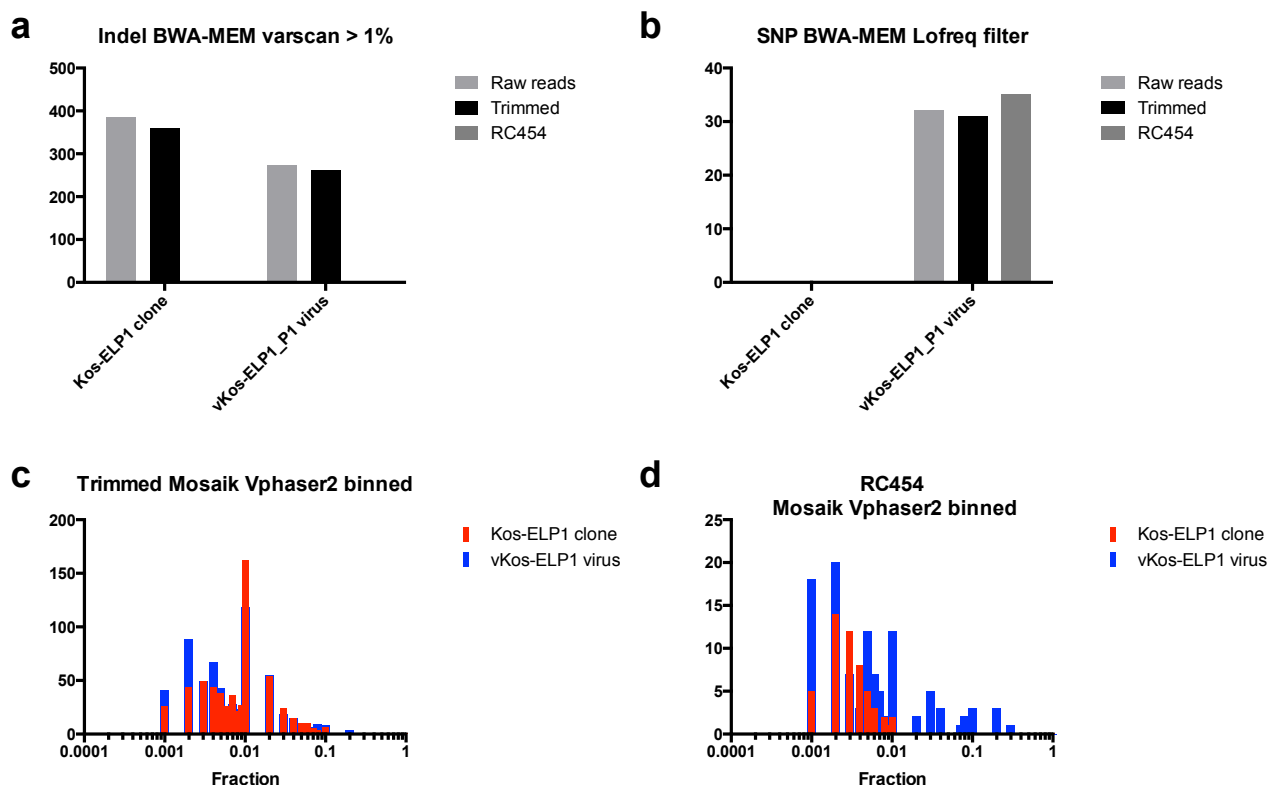 a
Indel BWA-MEM varscan > 1%
500
400
300
200
100
0
Kos-ELP1 clone
vKos-ELP1_P1 virus
Raw reads
Trimmed
RC454
b
SNP BWA-MEM Lofreq filter
40
30
20
10
0
Kos-ELP1 clone
vKos-ELP1_P1 virus
Raw reads
Trimmed
RC454
c
Trimmed Mosaik Vphaser2 binned
200
150
100
50
0
0.0001
0.001
0.01
0.1
1
Fraction
Kos-ELP1 clone
vKos-ELP1 virus
d
RC454
Mosaik Vphaser2 binned
25
20
15
10
5
0
0.0001
0.001
0.01
0.1
1
Fraction
Kos-ELP1 clone
vKos-ELP1 virus